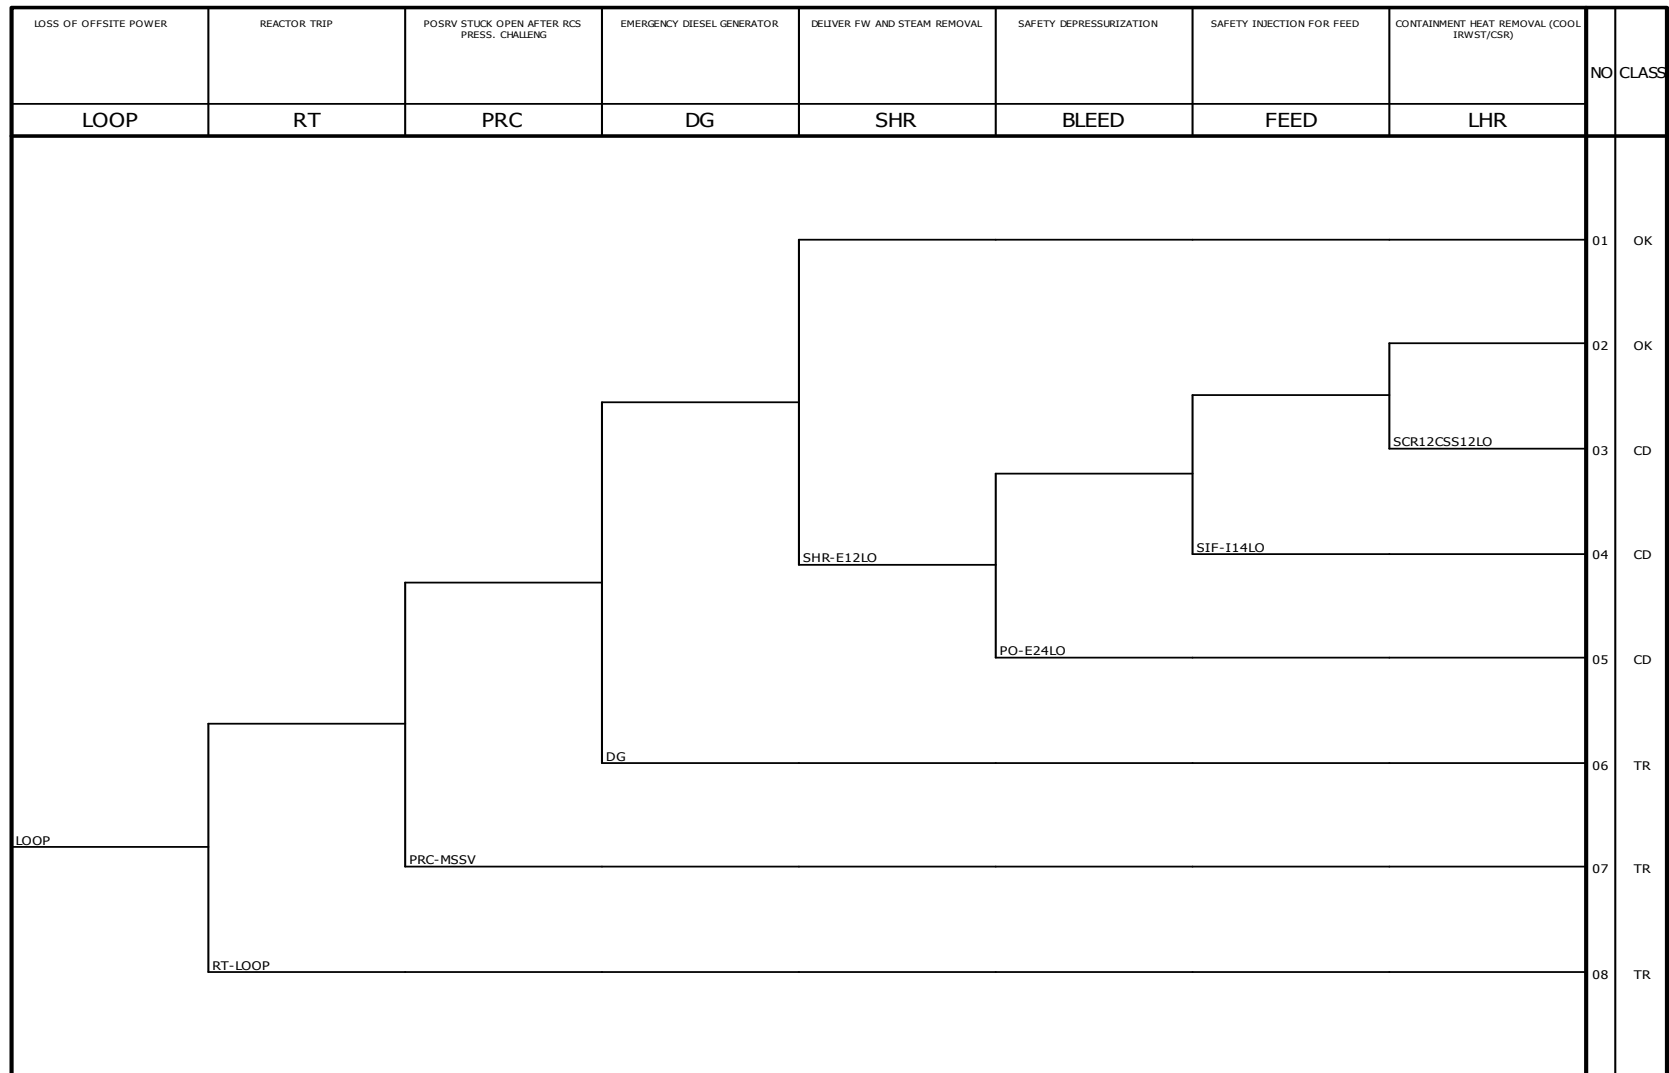 LOSS OF OFFSITE POWER
REACTOR TRIP
POSRV STUCK OPEN AFTER RCS
PRESS. CHALLENG
EMERGENCY DIESEL GENERATOR
DELIVER FW AND STEAM REMOVAL
SAFETY DEPRESSURIZATION
SAFETY INJECTION FOR FEED
CONTAINMENT HEAT REMOVAL (COOL
IRWST/CSR)
NO
CLASS
LOOP
RT
PRC
DG
SHR
BLEED
FEED
LHR
01
OK
02
OK
SCR12CSS12LO
03
CD
SIF-I14LO
04
CD
SHR-E12LO
PO-E24LO
05
CD
DG
06
TR
LOOP
PRC-MSSV
07
TR
RT-LOOP
08
TR